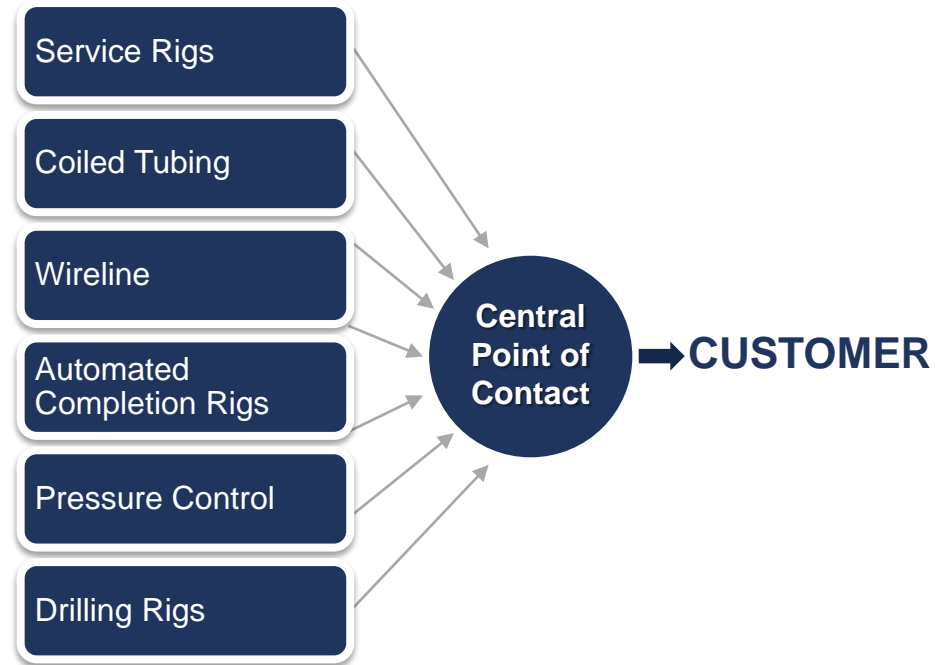 Service Rigs
Coiled Tubing
Wireline
Automated
Completion Rigs
Pressure Control
Drilling Rigs
Central
Point of
Contact
CUSTOMER